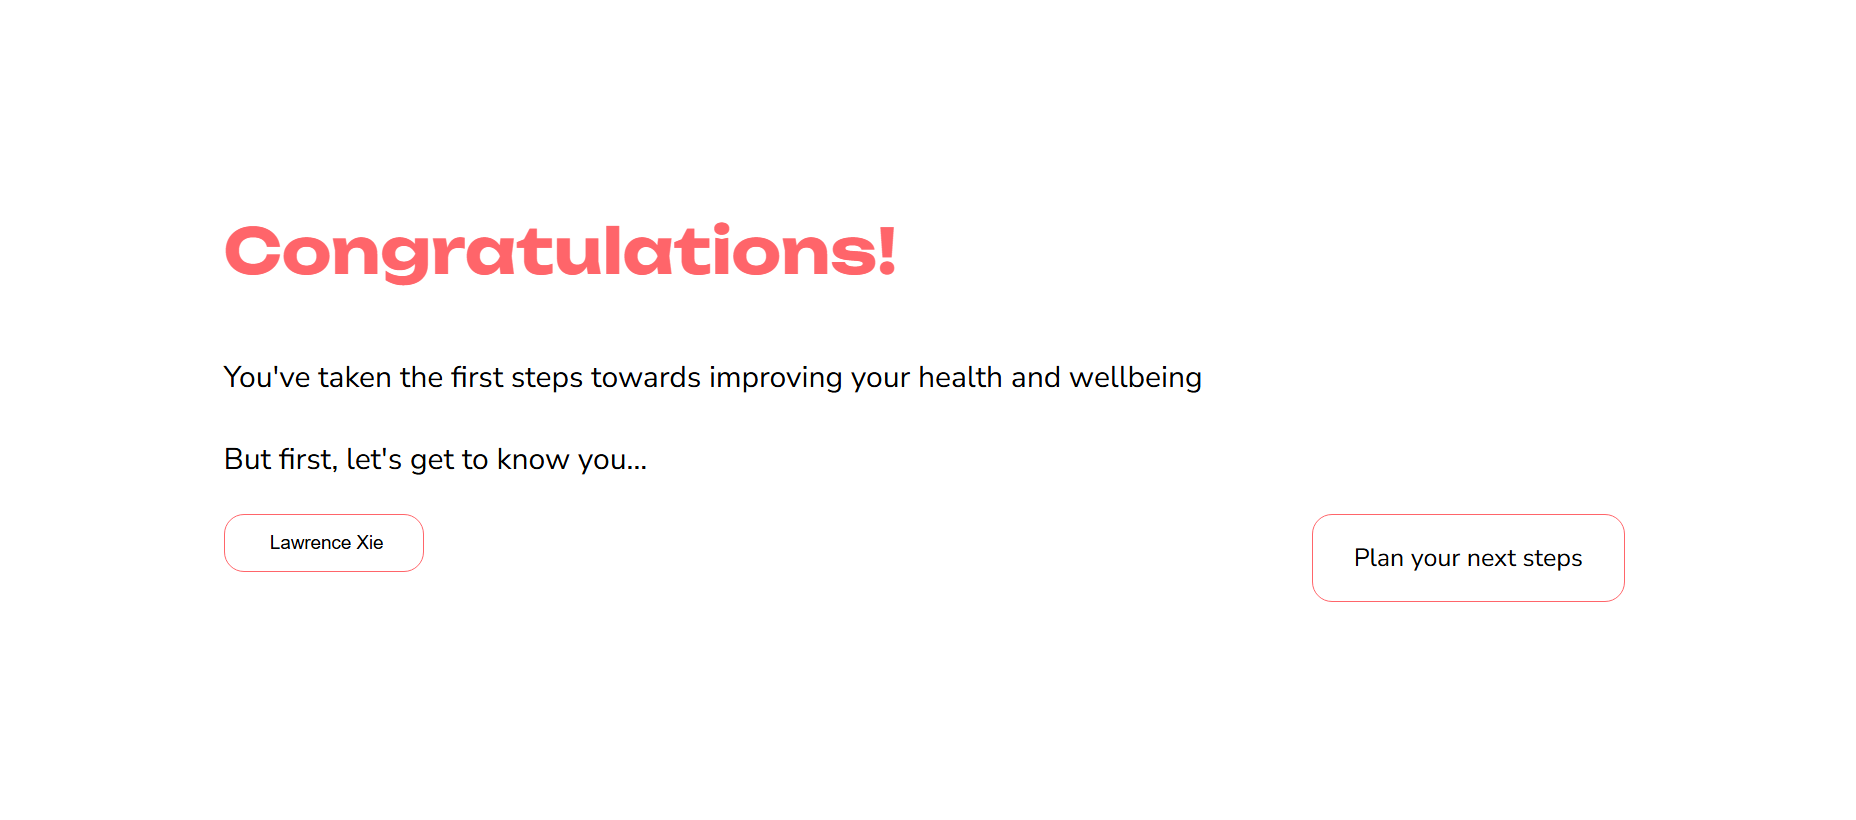 Congratulations!
You've taken the first steps towards improving your health and wellbeing
But first, let's get to know you...
Lawrence Xie
Plan your next steps